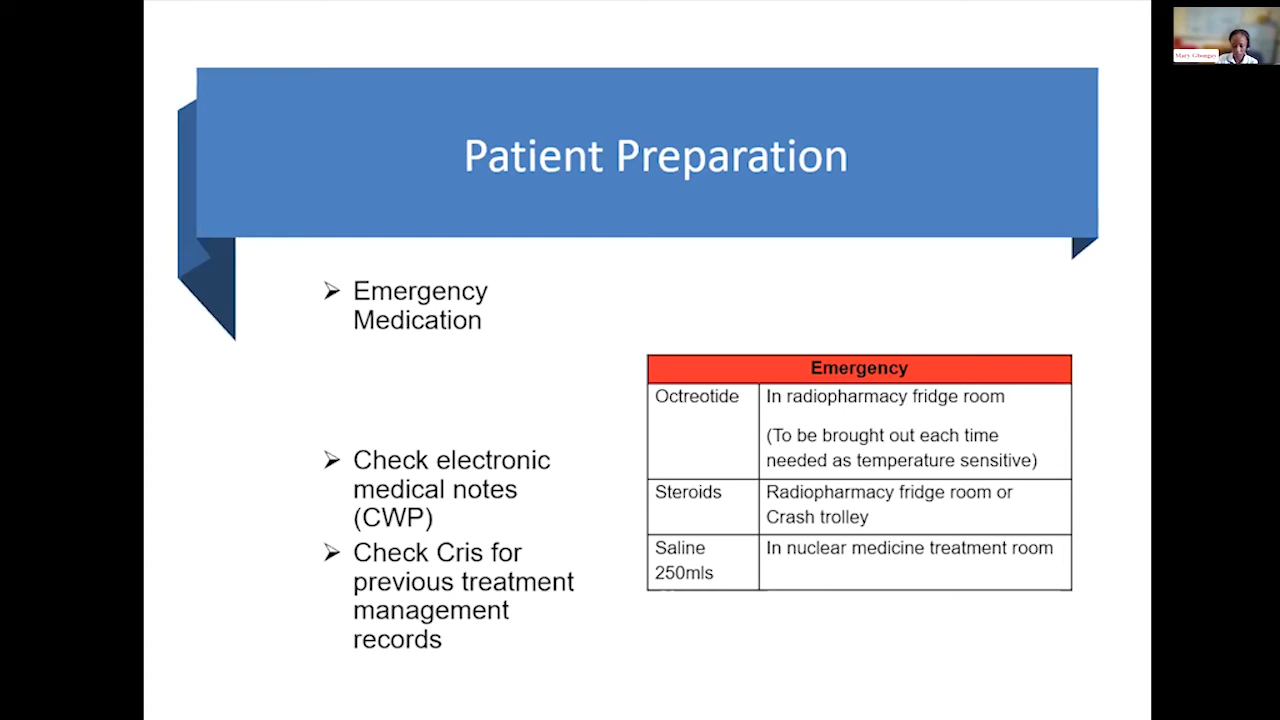 Patient Preparation
Emergency
Medication
Check electronic
medical notes
(CWP)
Check Cris for
previous treatment
management
records
Emergency
Octreotide
In radiopharmacy fridge room
(To be brought out each time
needed as temperature sensitive)
Steroids
Radiopharmacy fridge room or
Crash trolley
Saline
250mls
In nuclear medicine treatment room
Mary Gbongay